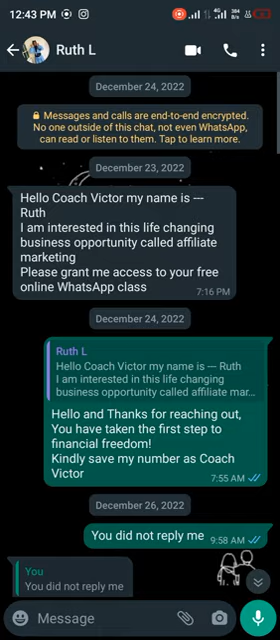 12:43 PM
384 B/s
Ruth L
December 24, 2022
Messages and calls are end-to-end encrypted.
No one outside of this chat, not even WhatsApp,
can read or listen to them. Tap to learn more.
December 23, 2022
Hello Coach Victor my name is ---
Ruth
I am interested in this life changing
business opportunity called affiliate
marketing
Please grant me access to your free
online WhatsApp class
7:16 PM
December 24, 2022
Ruth L
Hello Coach Victor my name is --- Ruth
I am interested in this life changing
business opportunity called affiliate mar...
Hello and Thanks for reaching out,
You have taken the first step to
financial freedom!
Kindly save my number as Coach
Victor
7:55 AM
December 26, 2022
You did not reply me 9:58 AM
You
You did not reply me
Message